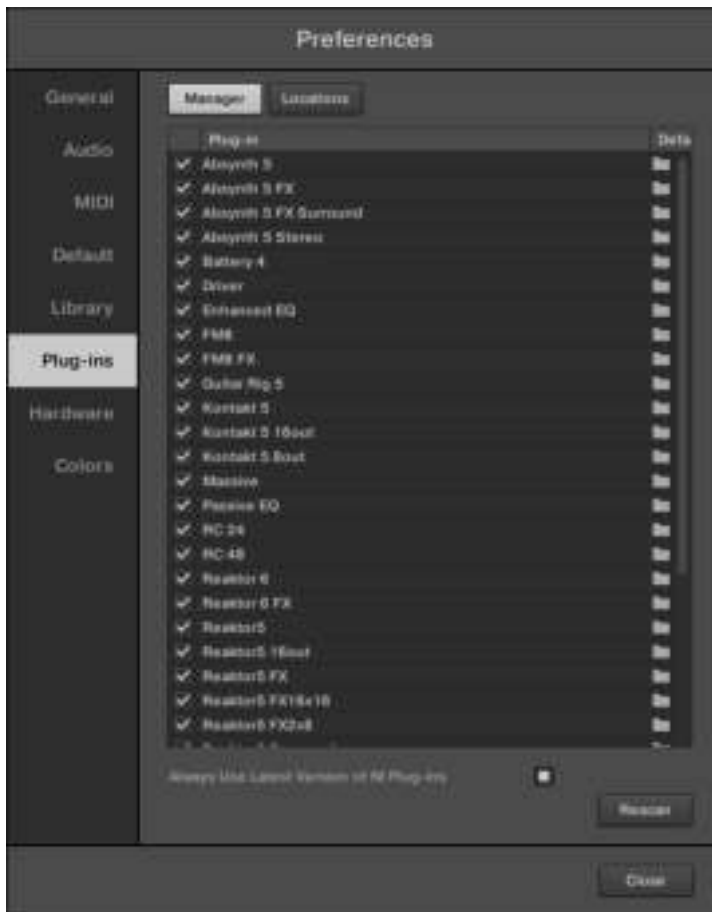 Preferences
General
Audio
MIDI
Default
Library
Plug-ins
Hardware
Colors
Manager
Locations
Plug-in
Defa
Absynth 5
Absynth 5 FX
Absynth 5 FX Surround
Absynth 5 Stereo
Battery 4
Driver
Enhanced EQ
FM8
FM8 FX
Guitar Rig 5
Kontakt 5
Kontakt 5 16out
Kontakt 5 8out
Massive
Passive EQ
RC 24
RC 48
Reaktor 6
Reaktor 6 FX
Reaktor5
Reaktor5 16out
Reaktor5 FX
Reaktor5 FX16x16
Reaktor5 FX2x8
Always Use Latest Version of NI Plug-ins
Rescan
Close